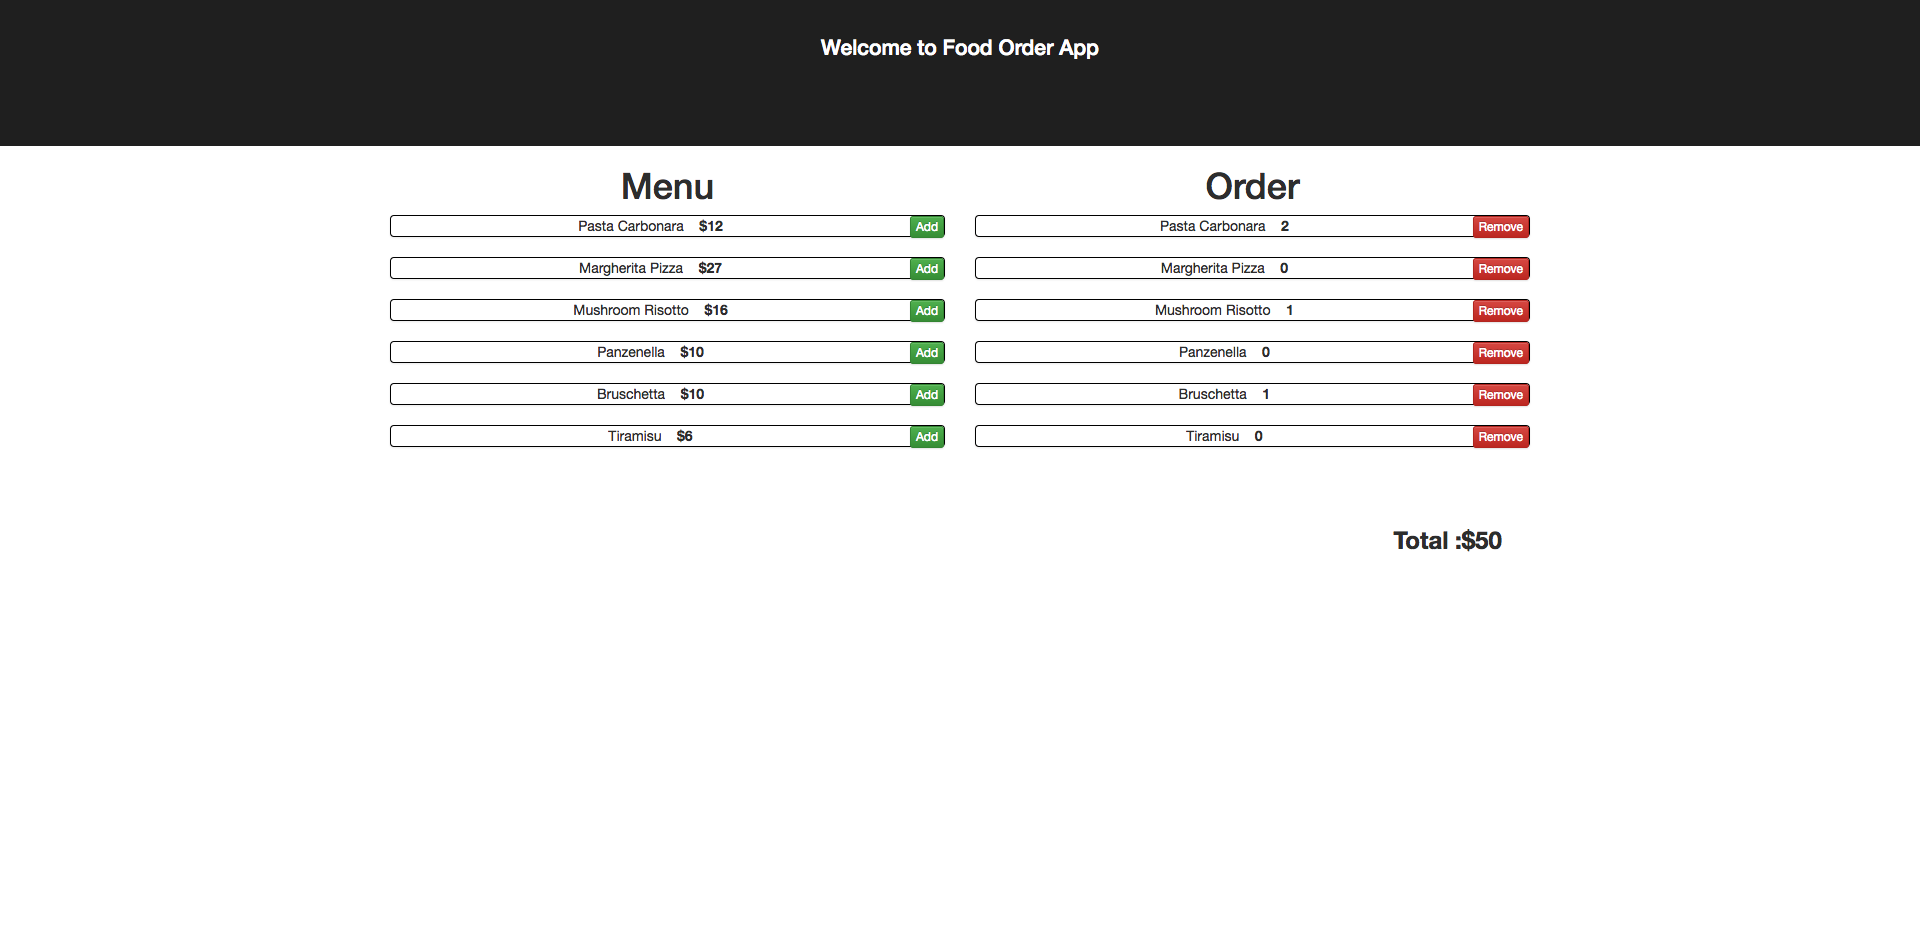 Welcome to Food Order App
Menu
Pasta Carbonara $12 Add
Margherita Pizza $27 Add
Mushroom Risotto $16 Add
Panzenella $10 Add
Bruschetta $10 Add
Tiramisu $6 Add
Order
Pasta Carbonara 2 Remove
Margherita Pizza 0 Remove
Mushroom Risotto 1 Remove
Panzenella 0 Remove
Bruschetta 1 Remove
Tiramisu 0 Remove
Total :$50